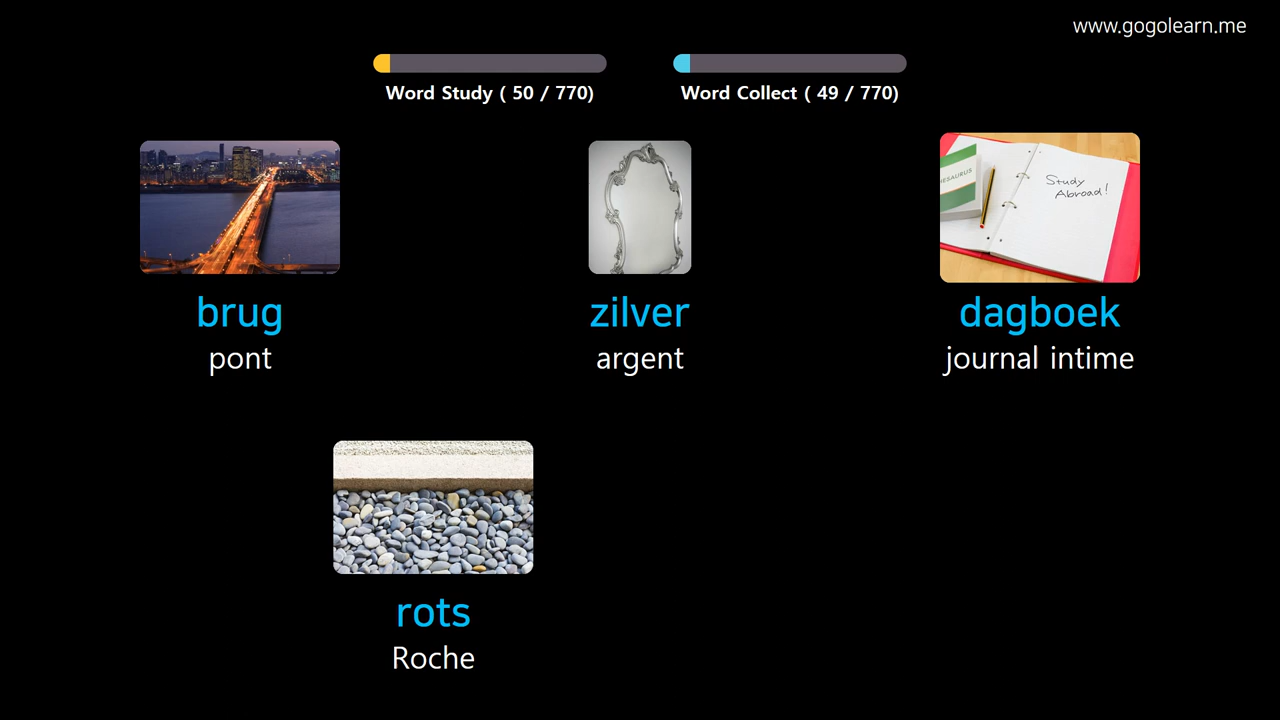 www.gogolearn.me
Word Study ( 50 / 770)
Word Collect ( 49 / 770)
ESAURUS
Study
Abroad!
brug
zilver
dagboek
pont
argent
journal intime
rots
Roche